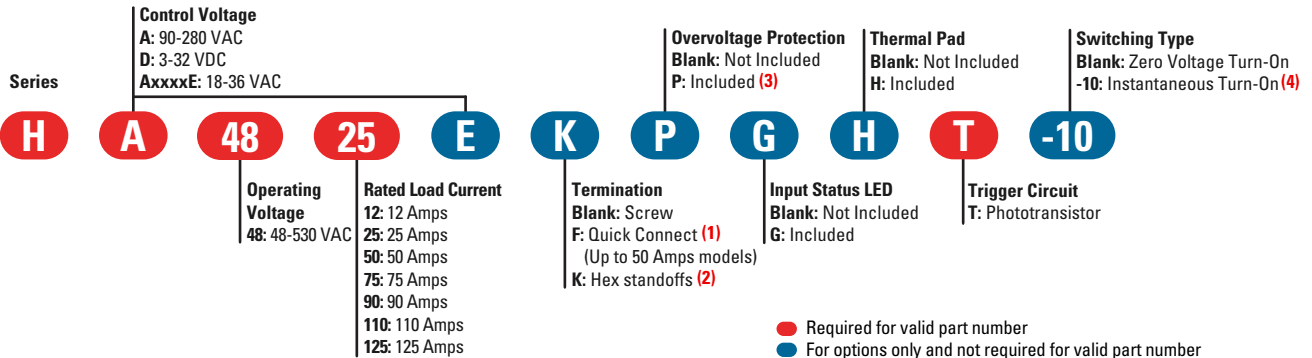 Control Voltage
A: 90-280 VAC
D: 3-32 VDC
AxxxxE: 18-36 VAC
Overvoltage Protection
Blank: Not Included
P: Included (3)
Thermal Pad
Blank: Not Included
H: Included
Switching Type
Blank: Zero Voltage Turn-On
-10: Instantaneous Turn-On (4)
Series
H A 48 25 E K P G H T -10
Operating
Voltage
48: 48-530 VAC
Rated Load Current
12: 12 Amps
25: 25 Amps
50: 50 Amps
75: 75 Amps
90: 90 Amps
110: 110 Amps
125: 125 Amps
Termination
Blank: Screw
F: Quick Connect (1)
(Up to 50 Amps models)
K: Hex standoffs (2)
Input Status LED
Blank: Not Included
G: Included
Trigger Circuit
T: Phototransistor
Required for valid part number
For options only and not required for valid part number